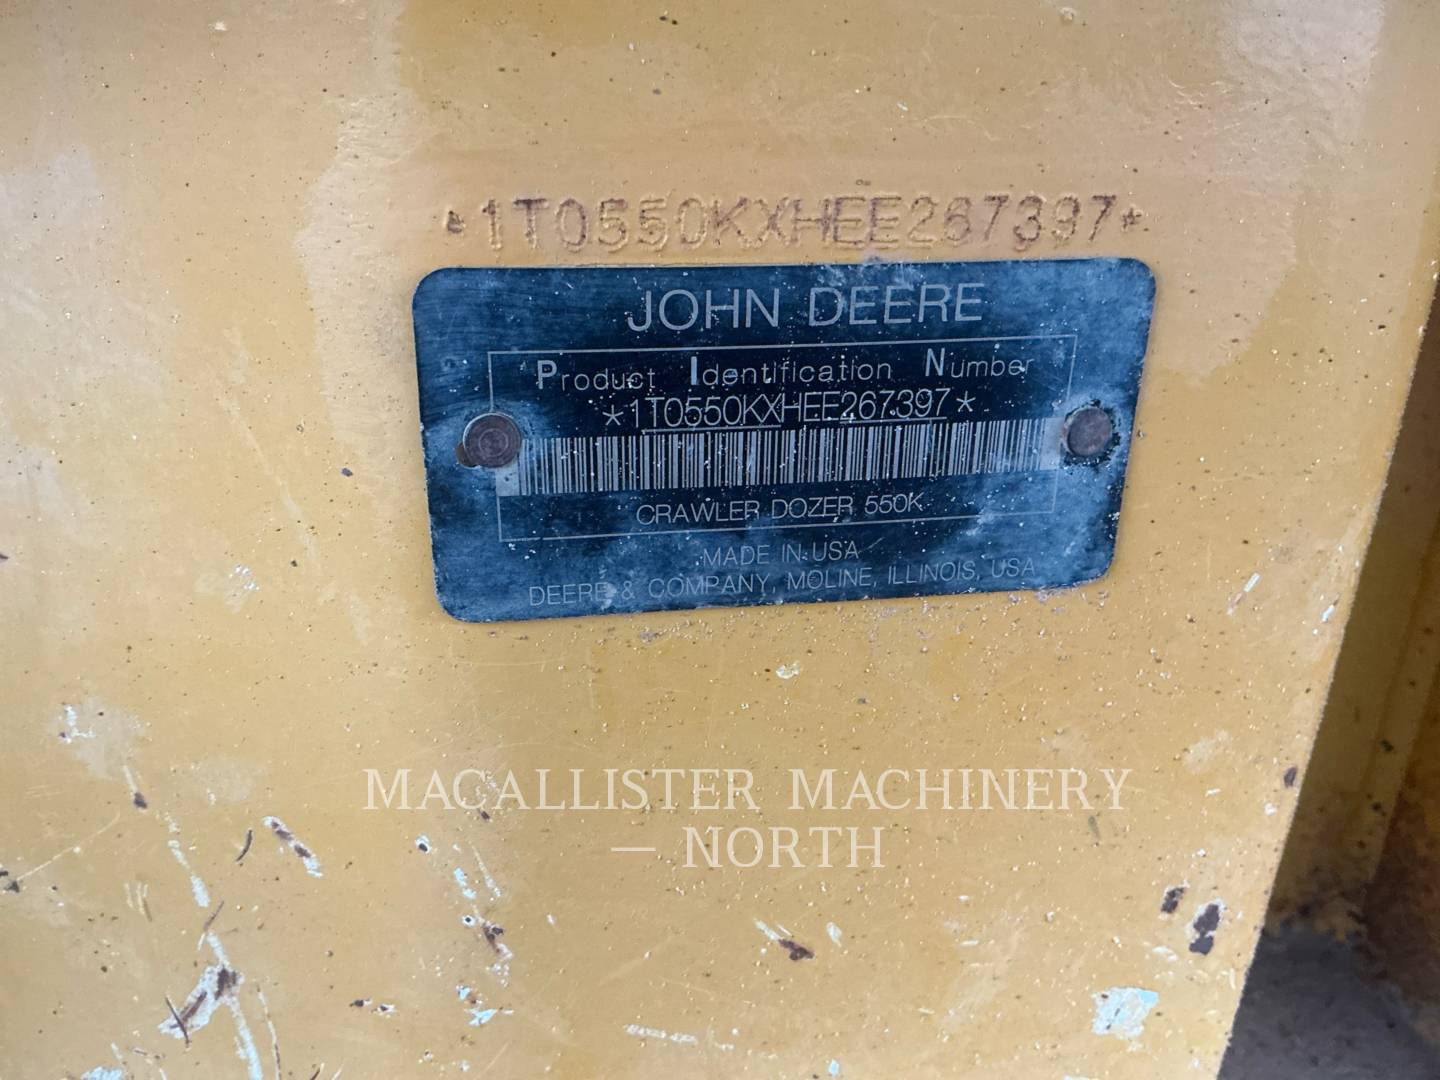 *1T0550KXHEE267397*
JOHN DEERE
Product Identification Number
*1T0550KXHEE267397*
CRAWLER DOZER 550K
MADE IN USA
DEERE & COMPANY, MOLINE, ILLINOIS, USA
MACALLISTER MACHINERY
— NORTH